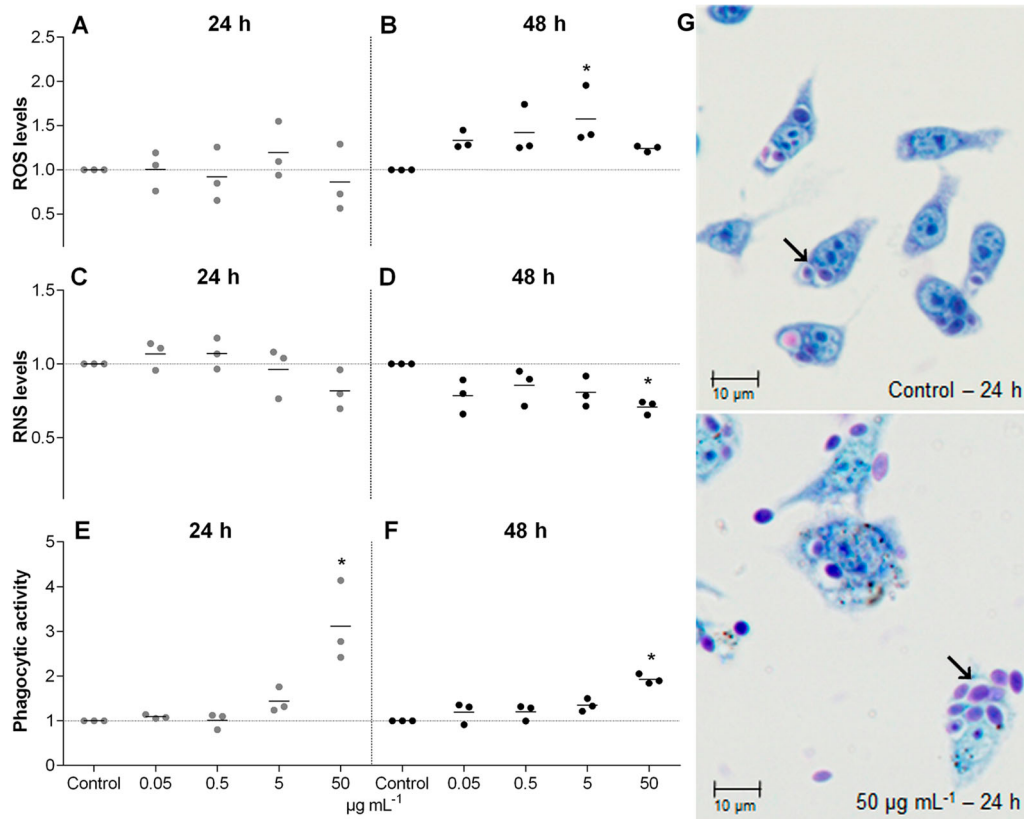 A 24 h
B 48 h
ROS levels
2.5
2.0
1.5
1.0
0.5
*
C 24 h
D 48 h
RNS levels
1.5
1.0
0.5
*
E 24 h
F 48 h
Phagocytic activity
5
4
3
2
1
0
*
*
Control 0.05 0.5 5 50 Control 0.05 0.5 5 50
µg mL⁻¹
G
10 µm
Control – 24 h
10 µm
50 µg mL⁻¹ – 24 h